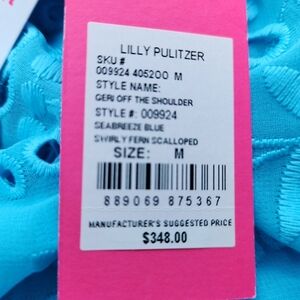 LILLY PULITZER
SKU #
009924 405200 M
STYLE NAME:
GERI OFF THE SHOULDER
STYLE #: 009924
SEABREEZE BLUE
SWIRLY FERN SCALLOPED
SIZE: M
889069 875367
MANUFACTURER'S SUGGESTED PRICE
$348.00